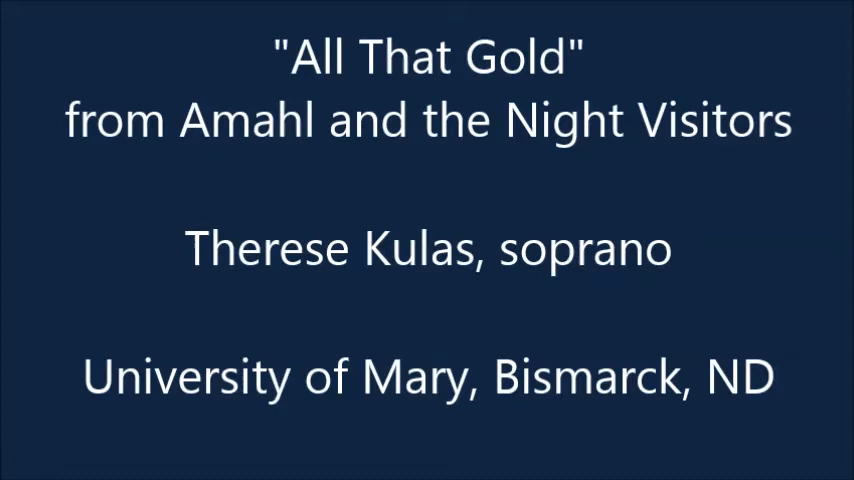 "All That Gold"
from Amahl and the Night Visitors
Therese Kulas, soprano
University of Mary, Bismarck, ND